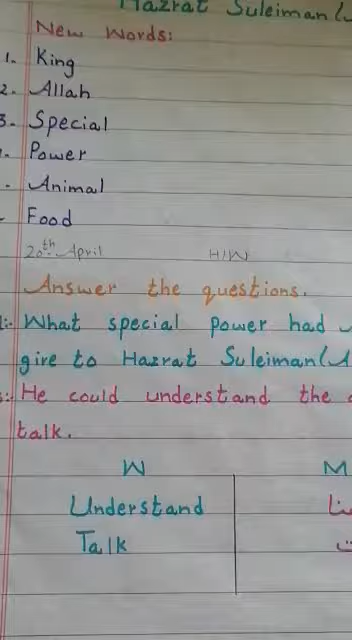 Hazrat Suleiman(
New Words:
1. King
2. Allah
3. Special
Power
Animal
Food
20th April H/W
Answer the questions.
What special power had
gire to Hazrat Suleiman(A
He could understand the
talk.
W M
Understand
Talk